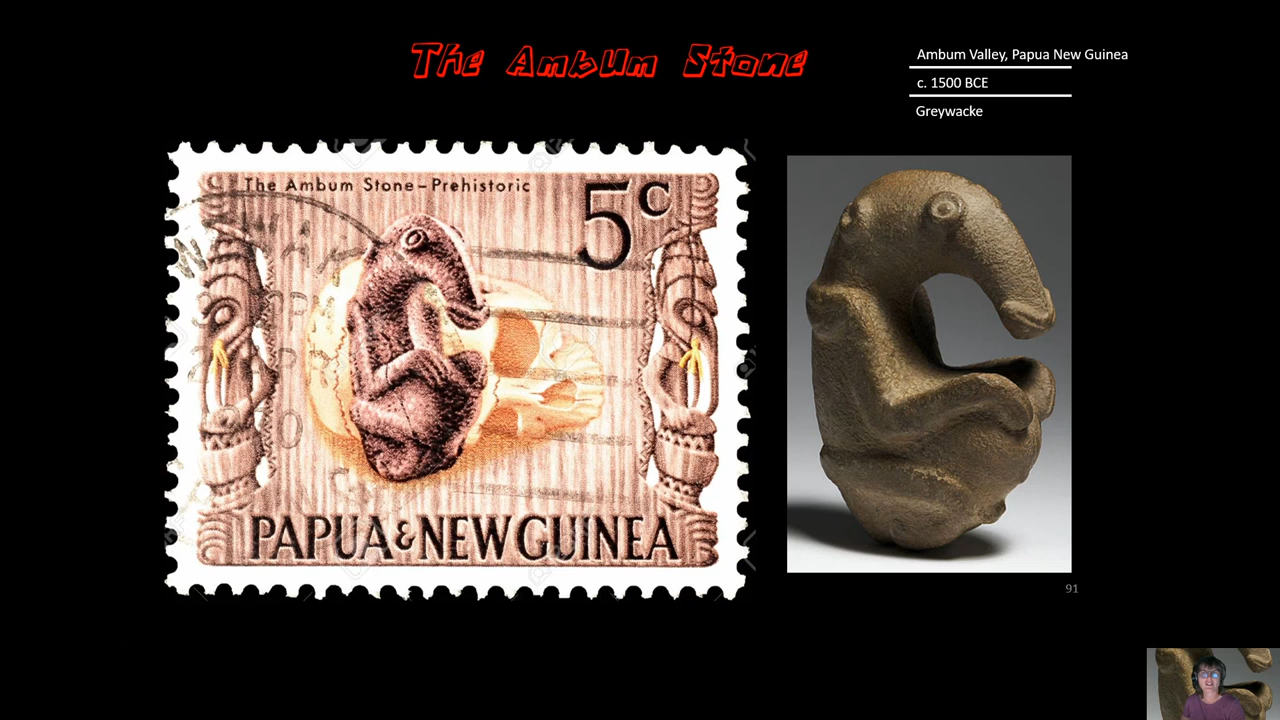 The Ambum Stone
Ambum Valley, Papua New Guinea
c. 1500 BCE
Greywacke
The Ambum Stone–Prehistoric
5c
PAPUA & NEW GUINEA
91